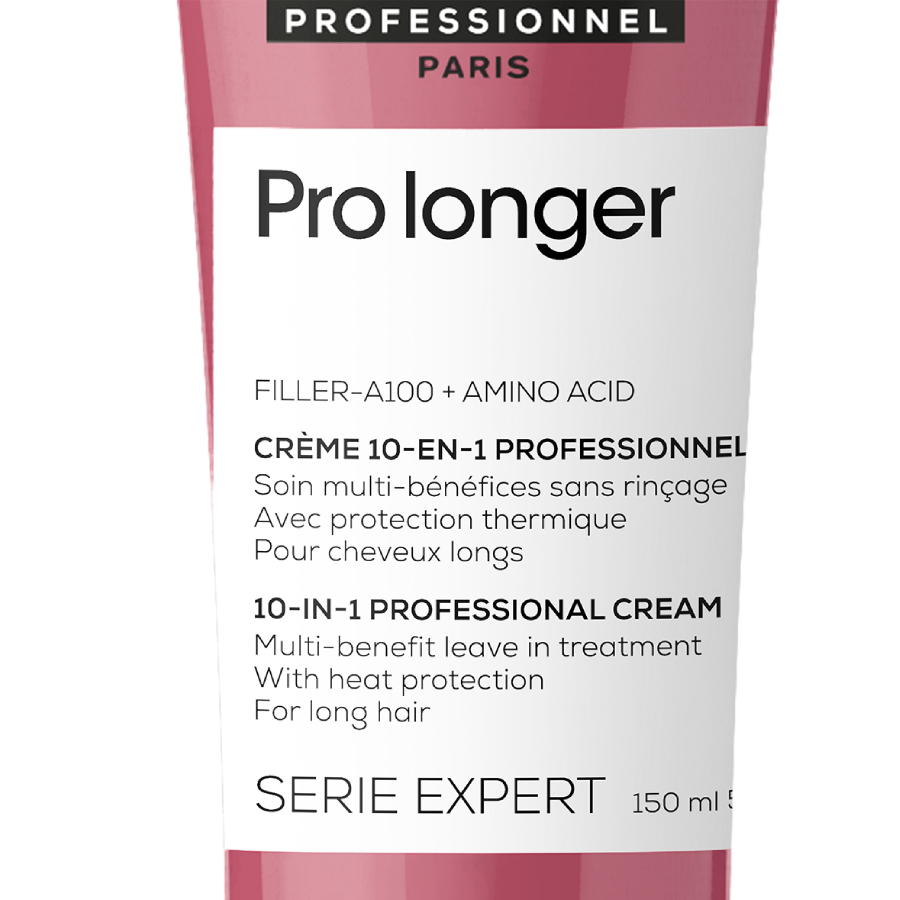 PROFESSIONNEL
PARIS
Pro longer
FILLER-A100 + AMINO ACID
CRÈME 10-EN-1 PROFESSIONNEL
Soin multi-bénéfices sans rinçage
Avec protection thermique
Pour cheveux longs
10-IN-1 PROFESSIONAL CREAM
Multi-benefit leave in treatment
With heat protection
For long hair
SERIE EXPERT 150 ml